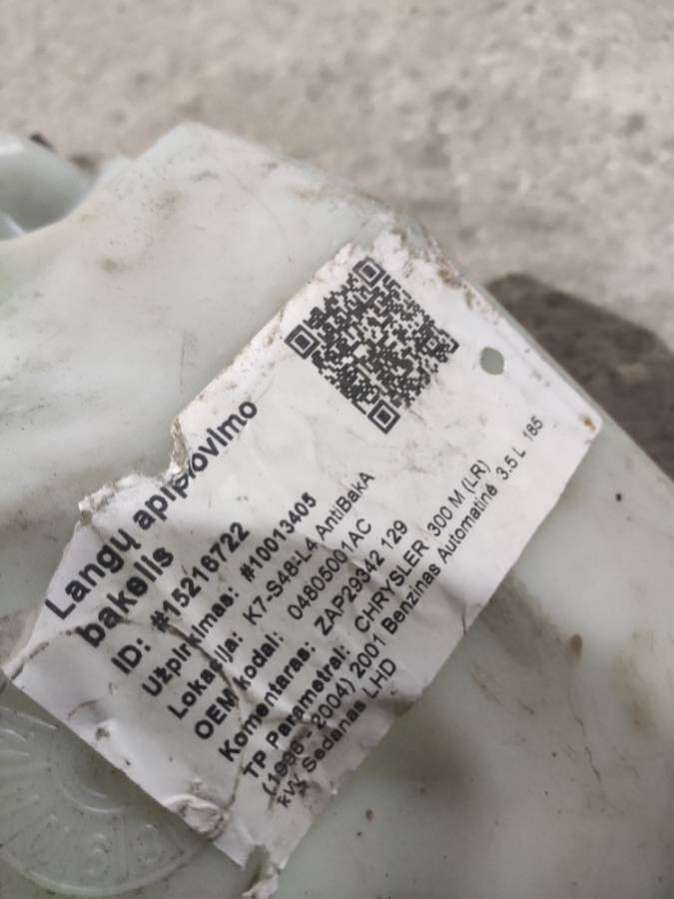 Langų apiplovimo
bakelis
ID: #15216722
Užpirkimas: #10013405
Lokacija: K7-S48-L4 AntiBakA
OEM kodai: 04805001AC
Komentaras: ZAP29342 129
TP Parametrai: CHRYSLER 300 M (LR)
(1998 - 2004) 2001 Benzinas Automatinė 3.5 L 185
kW Sedanas LHD